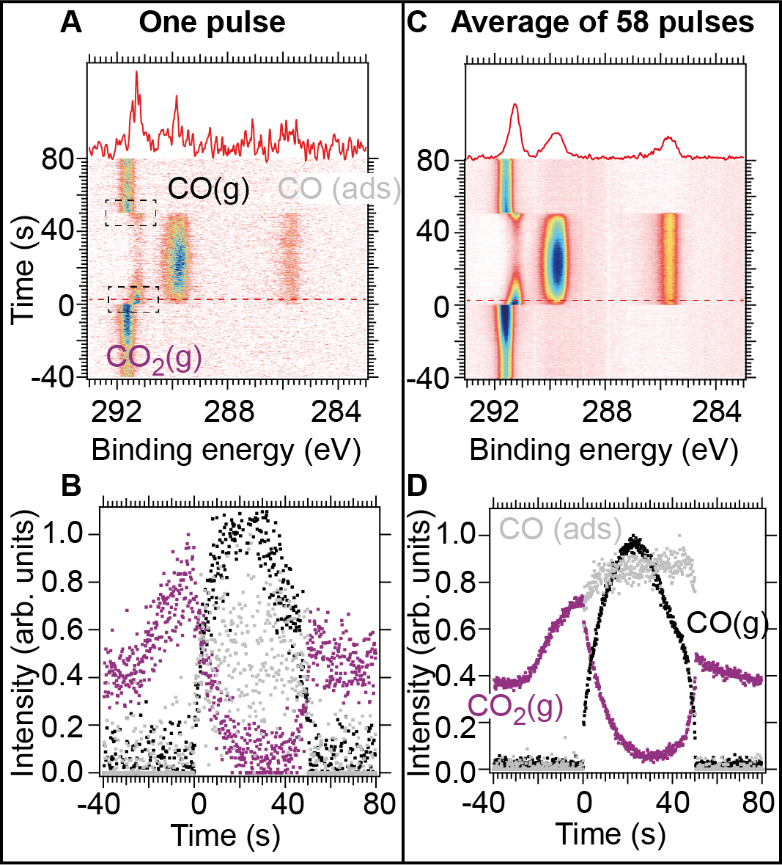 A One pulse
80
40
0
-40
Time (s)
CO(g)
CO (ads)
CO₂(g)
292 288 284
Binding energy (eV)
C Average of 58 pulses
80
40
0
-40
292 288 284
Binding energy (eV)
B
1.0
0.8
0.6
0.4
0.2
0.0
Intensity (arb. units)
-40 0 40 80
Time (s)
D
1.0
0.8
0.6
0.4
0.2
0.0
Intensity (arb. units)
CO (ads)
CO(g)
CO₂(g)
-40 0 40 80
Time (s)